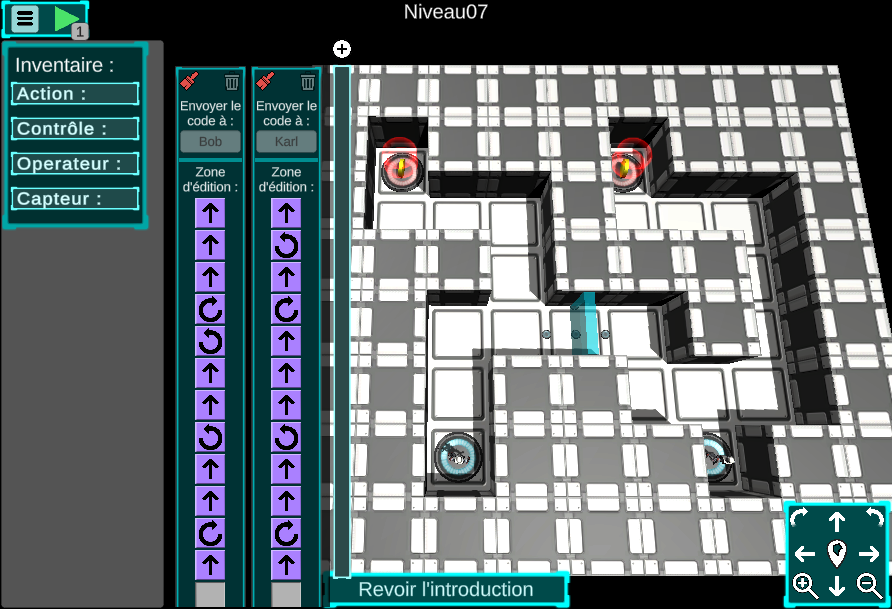 Niveau07
1
Inventaire :
Action :
Contrôle :
Operateur :
Capteur :
Envoyer le
code à :
Bob
Zone
d'édition :
Envoyer le
code à :
Karl
Zone
d'édition :
Revoir l'introduction